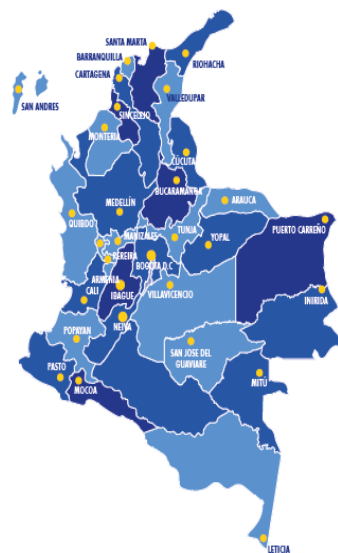 SANTA MARTA
BARRANQUILLA
RIOHACHA
CARTAGENA
SAN ANDRES
VALLEDUPAR
SINCELEJO
MONTERIA
CÚCUTA
BUCARAMANGA
MEDELLÍN
ARAUCA
QUIBDO
PUERTO CARREÑO
TUNJA
MANIZALES
YOPAL
PEREIRA
BOGOTA D.C
ARMENIA
CALI
IBAGUE
VILLAVICENCIO
INIRIDA
NEIVA
POPAYAN
SAN JOSE DEL
GUAVIARE
PASTO
MITU
MOCOA
LETICIA